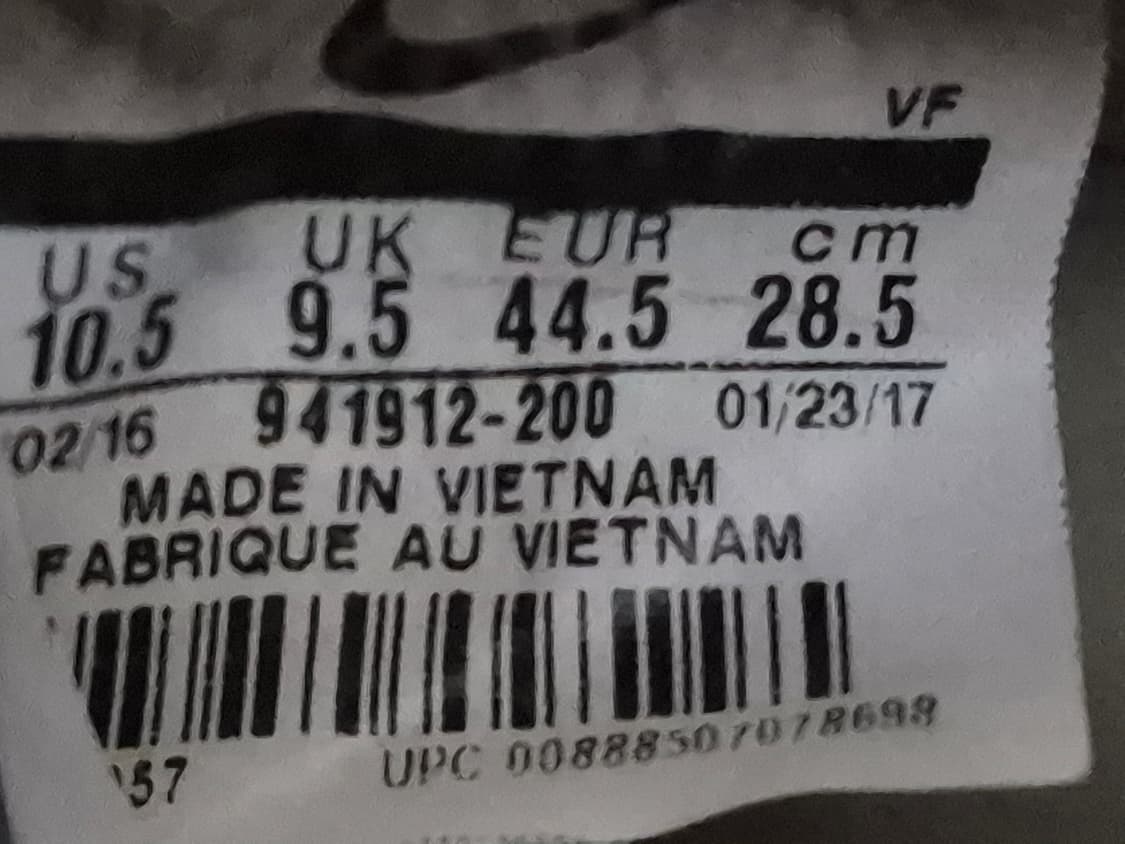 VF
US UK EUR cm
10.5 9.5 44.5 28.5
02/16 941912-200 01/23/17
MADE IN VIETNAM
FABRIQUE AU VIETNAM
57 UPC